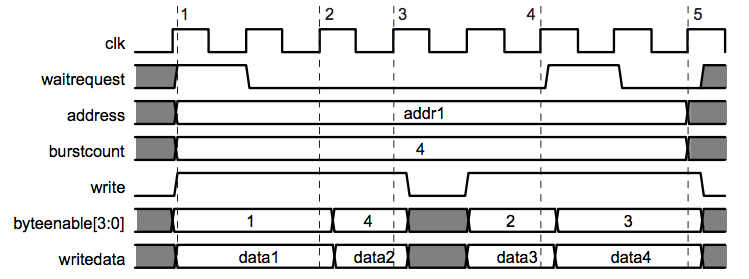 1 2 3 4 5
clk
waitrequest
address addr1
burstcount 4
write
byteenable[3:0] 1 4 2 3
writedata data1 data2 data3 data4